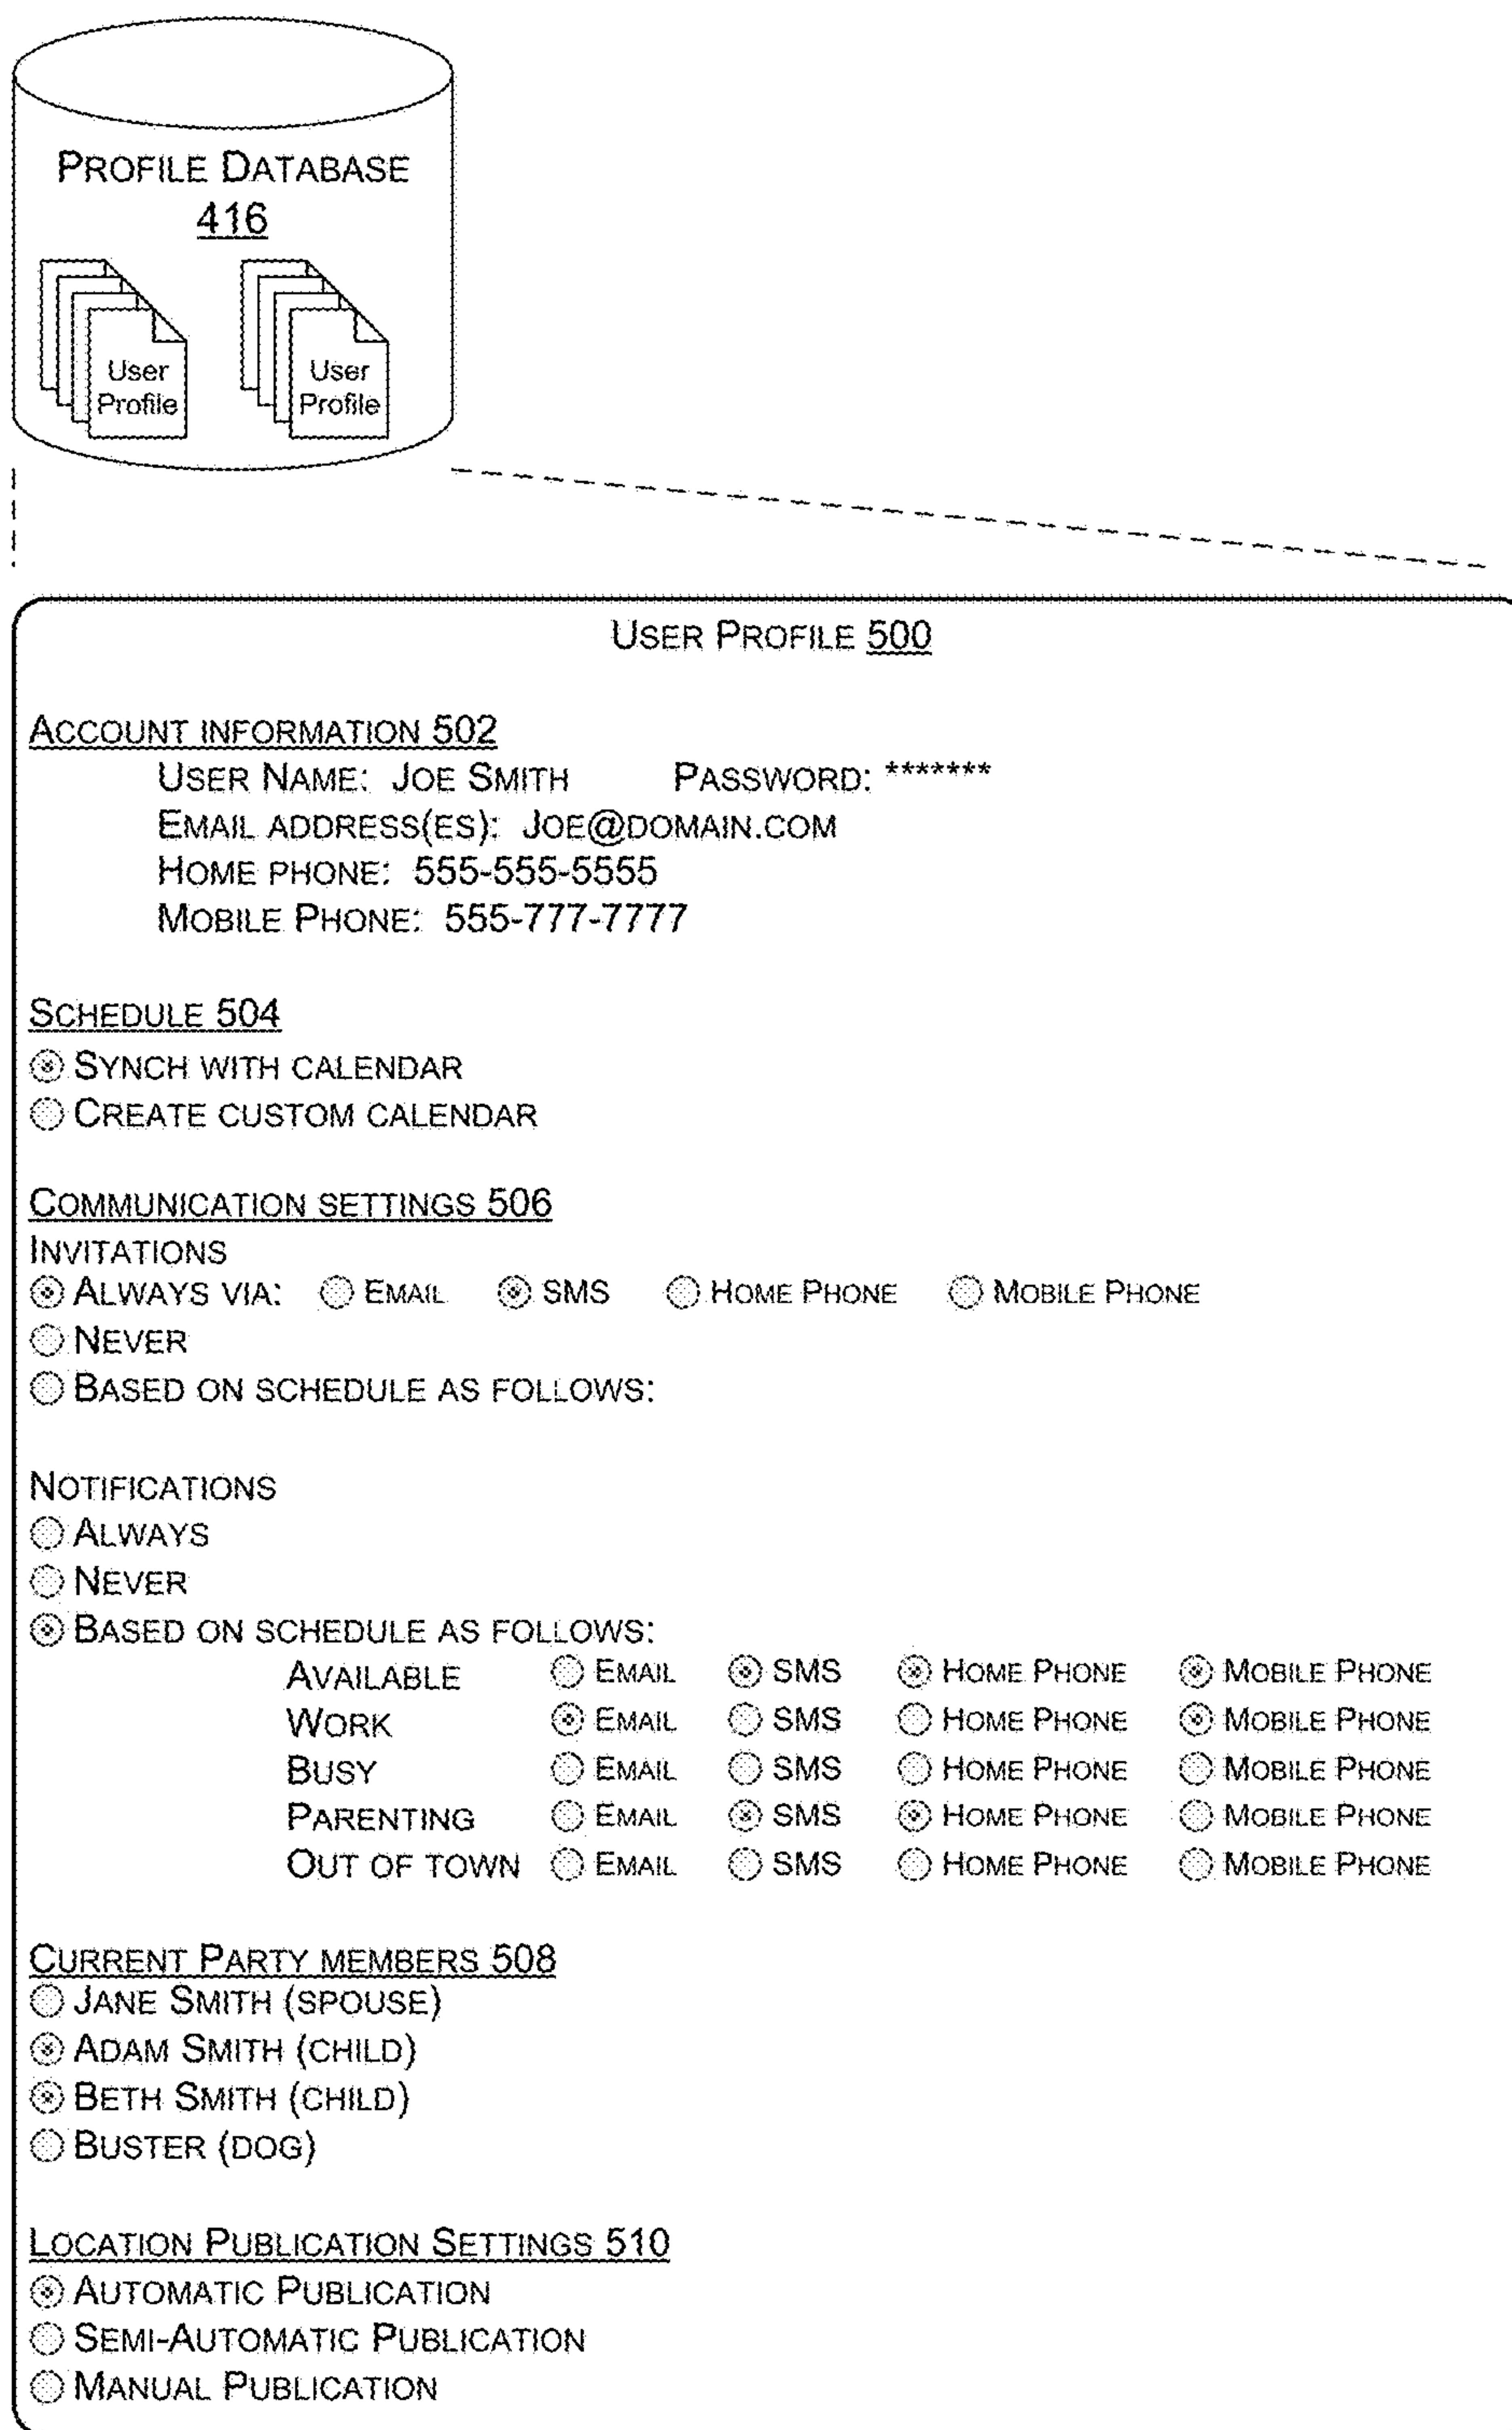 PROFILE DATABASE
416
User Profile
User Profile
USER PROFILE 500
ACCOUNT INFORMATION 502
USER NAME: JOE SMITH PASSWORD: *******
EMAIL ADDRESS(ES): JOE@DOMAIN.COM
HOME PHONE: 555-555-5555
MOBILE PHONE: 555-777-7777
SCHEDULE 504
SYNCH WITH CALENDAR
CREATE CUSTOM CALENDAR
COMMUNICATION SETTINGS 506
INVITATIONS
ALWAYS VIA: EMAIL SMS HOME PHONE MOBILE PHONE
NEVER
BASED ON SCHEDULE AS FOLLOWS:
NOTIFICATIONS
ALWAYS
NEVER
BASED ON SCHEDULE AS FOLLOWS:
AVAILABLE EMAIL SMS HOME PHONE MOBILE PHONE
WORK EMAIL SMS HOME PHONE MOBILE PHONE
BUSY EMAIL SMS HOME PHONE MOBILE PHONE
PARENTING EMAIL SMS HOME PHONE MOBILE PHONE
OUT OF TOWN EMAIL SMS HOME PHONE MOBILE PHONE
CURRENT PARTY MEMBERS 508
JANE SMITH (SPOUSE)
ADAM SMITH (CHILD)
BETH SMITH (CHILD)
BUSTER (DOG)
LOCATION PUBLICATION SETTINGS 510
AUTOMATIC PUBLICATION
SEMI-AUTOMATIC PUBLICATION
MANUAL PUBLICATION